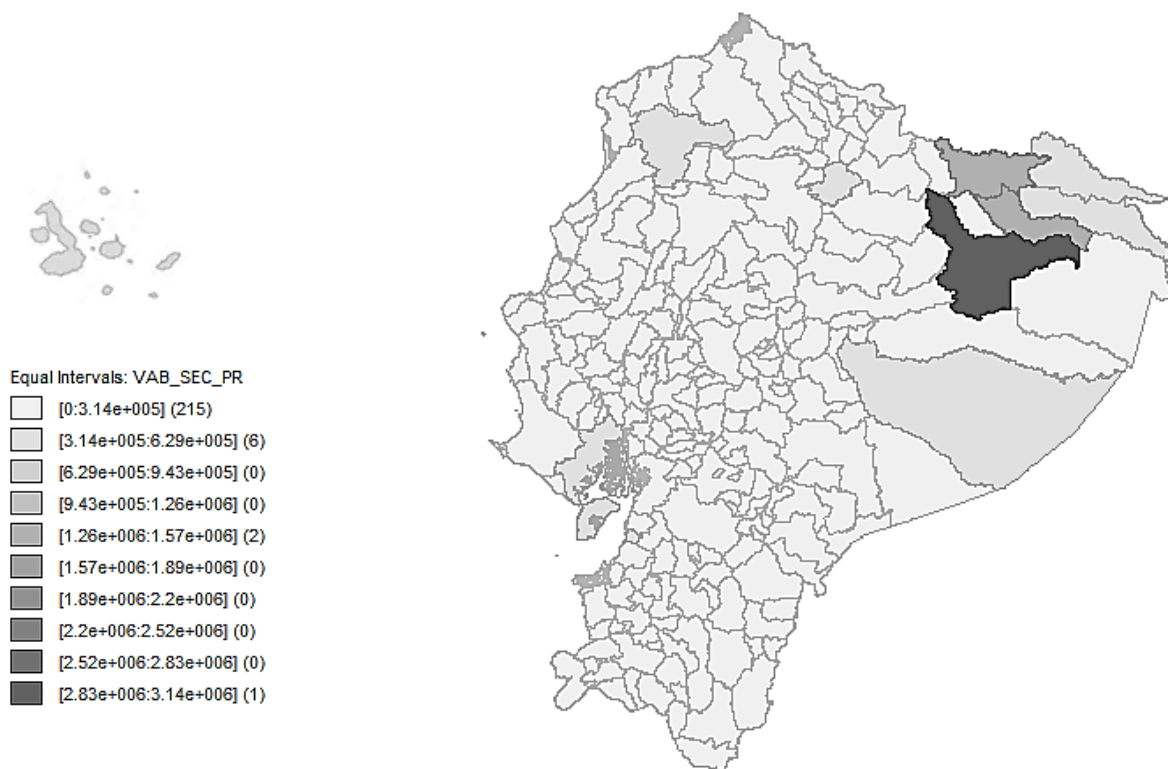 Equal Intervals: VAB_SEC_PR
[0:3.14e+005] (215)
[3.14e+005:6.29e+005] (6)
[6.29e+005:9.43e+005] (0)
[9.43e+005:1.26e+006] (0)
[1.26e+006:1.57e+006] (2)
[1.57e+006:1.89e+006] (0)
[1.89e+006:2.2e+006] (0)
[2.2e+006:2.52e+006] (0)
[2.52e+006:2.83e+006] (0)
[2.83e+006:3.14e+006] (1)